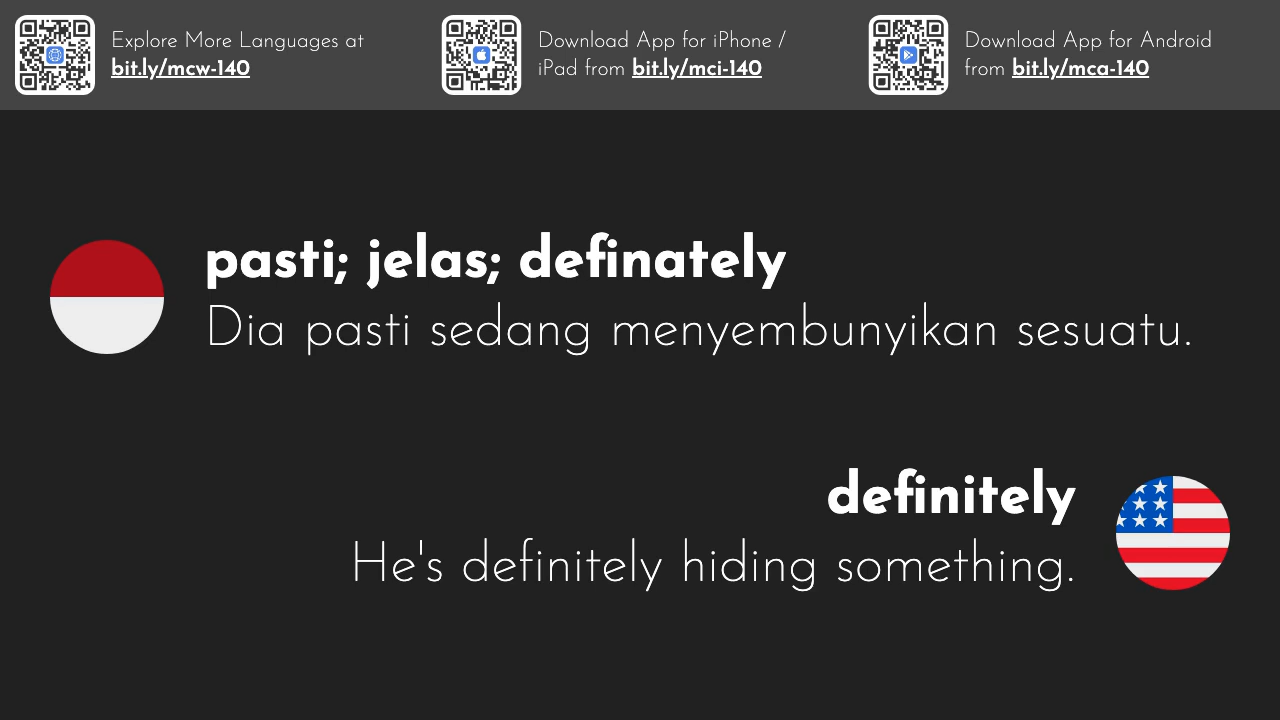 Explore More Languages at
bit.ly/mcw-140
Download App for iPhone /
iPad from bit.ly/mci-140
Download App for Android
from bit.ly/mca-140
pasti; jelas; definately
Dia pasti sedang menyembunyikan sesuatu.
definitely
He's definitely hiding something.